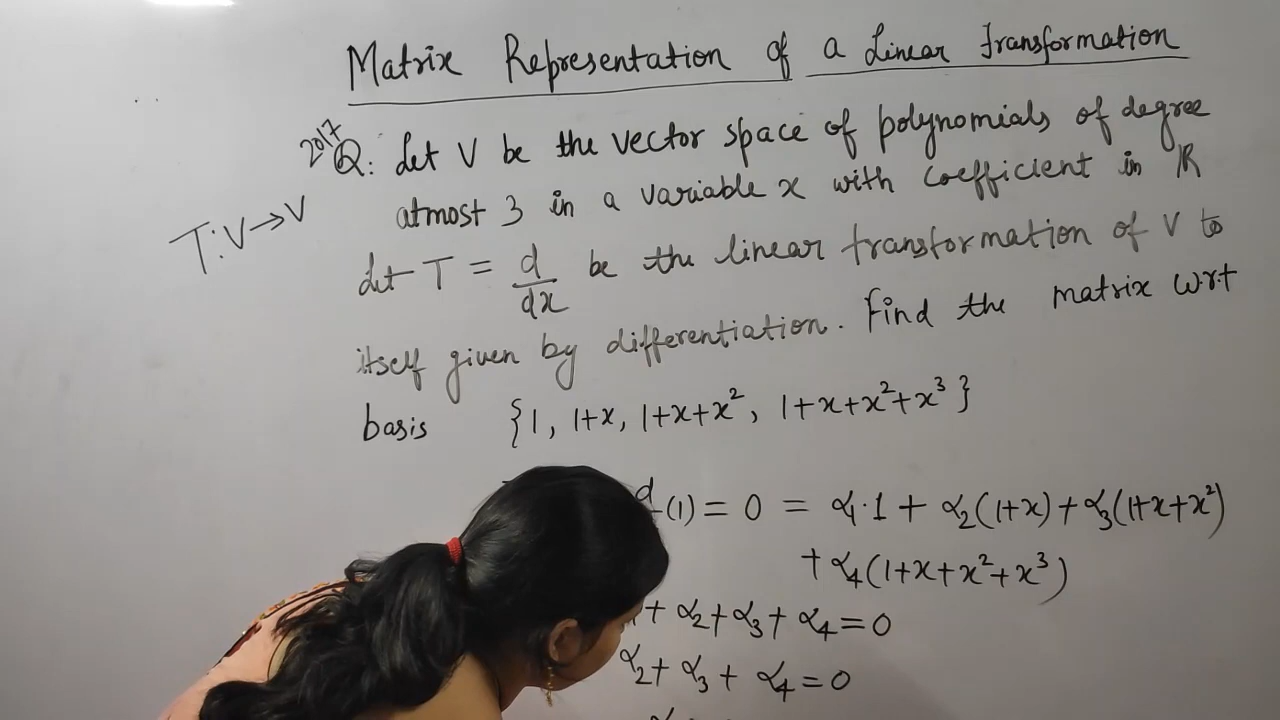 Matrix Representation of a Linear Transformation
2017
Q: Let V be the vector space of polynomials of degree
atmost 3 in a variable x with coefficient in ℝ
T:V→V
Let T = d/dx be the linear transformation of V to
itself given by differentiation. Find the matrix w.r.t
basis {1, 1+x, 1+x+x², 1+x+x²+x³}
d (1) = 0 = α₁·1 + α₂(1+x) + α₃(1+x+x²)
+ α₄(1+x+x²+x³)
+ α₂ + α₃ + α₄ = 0
α₂ + α₃ + α₄ = 0